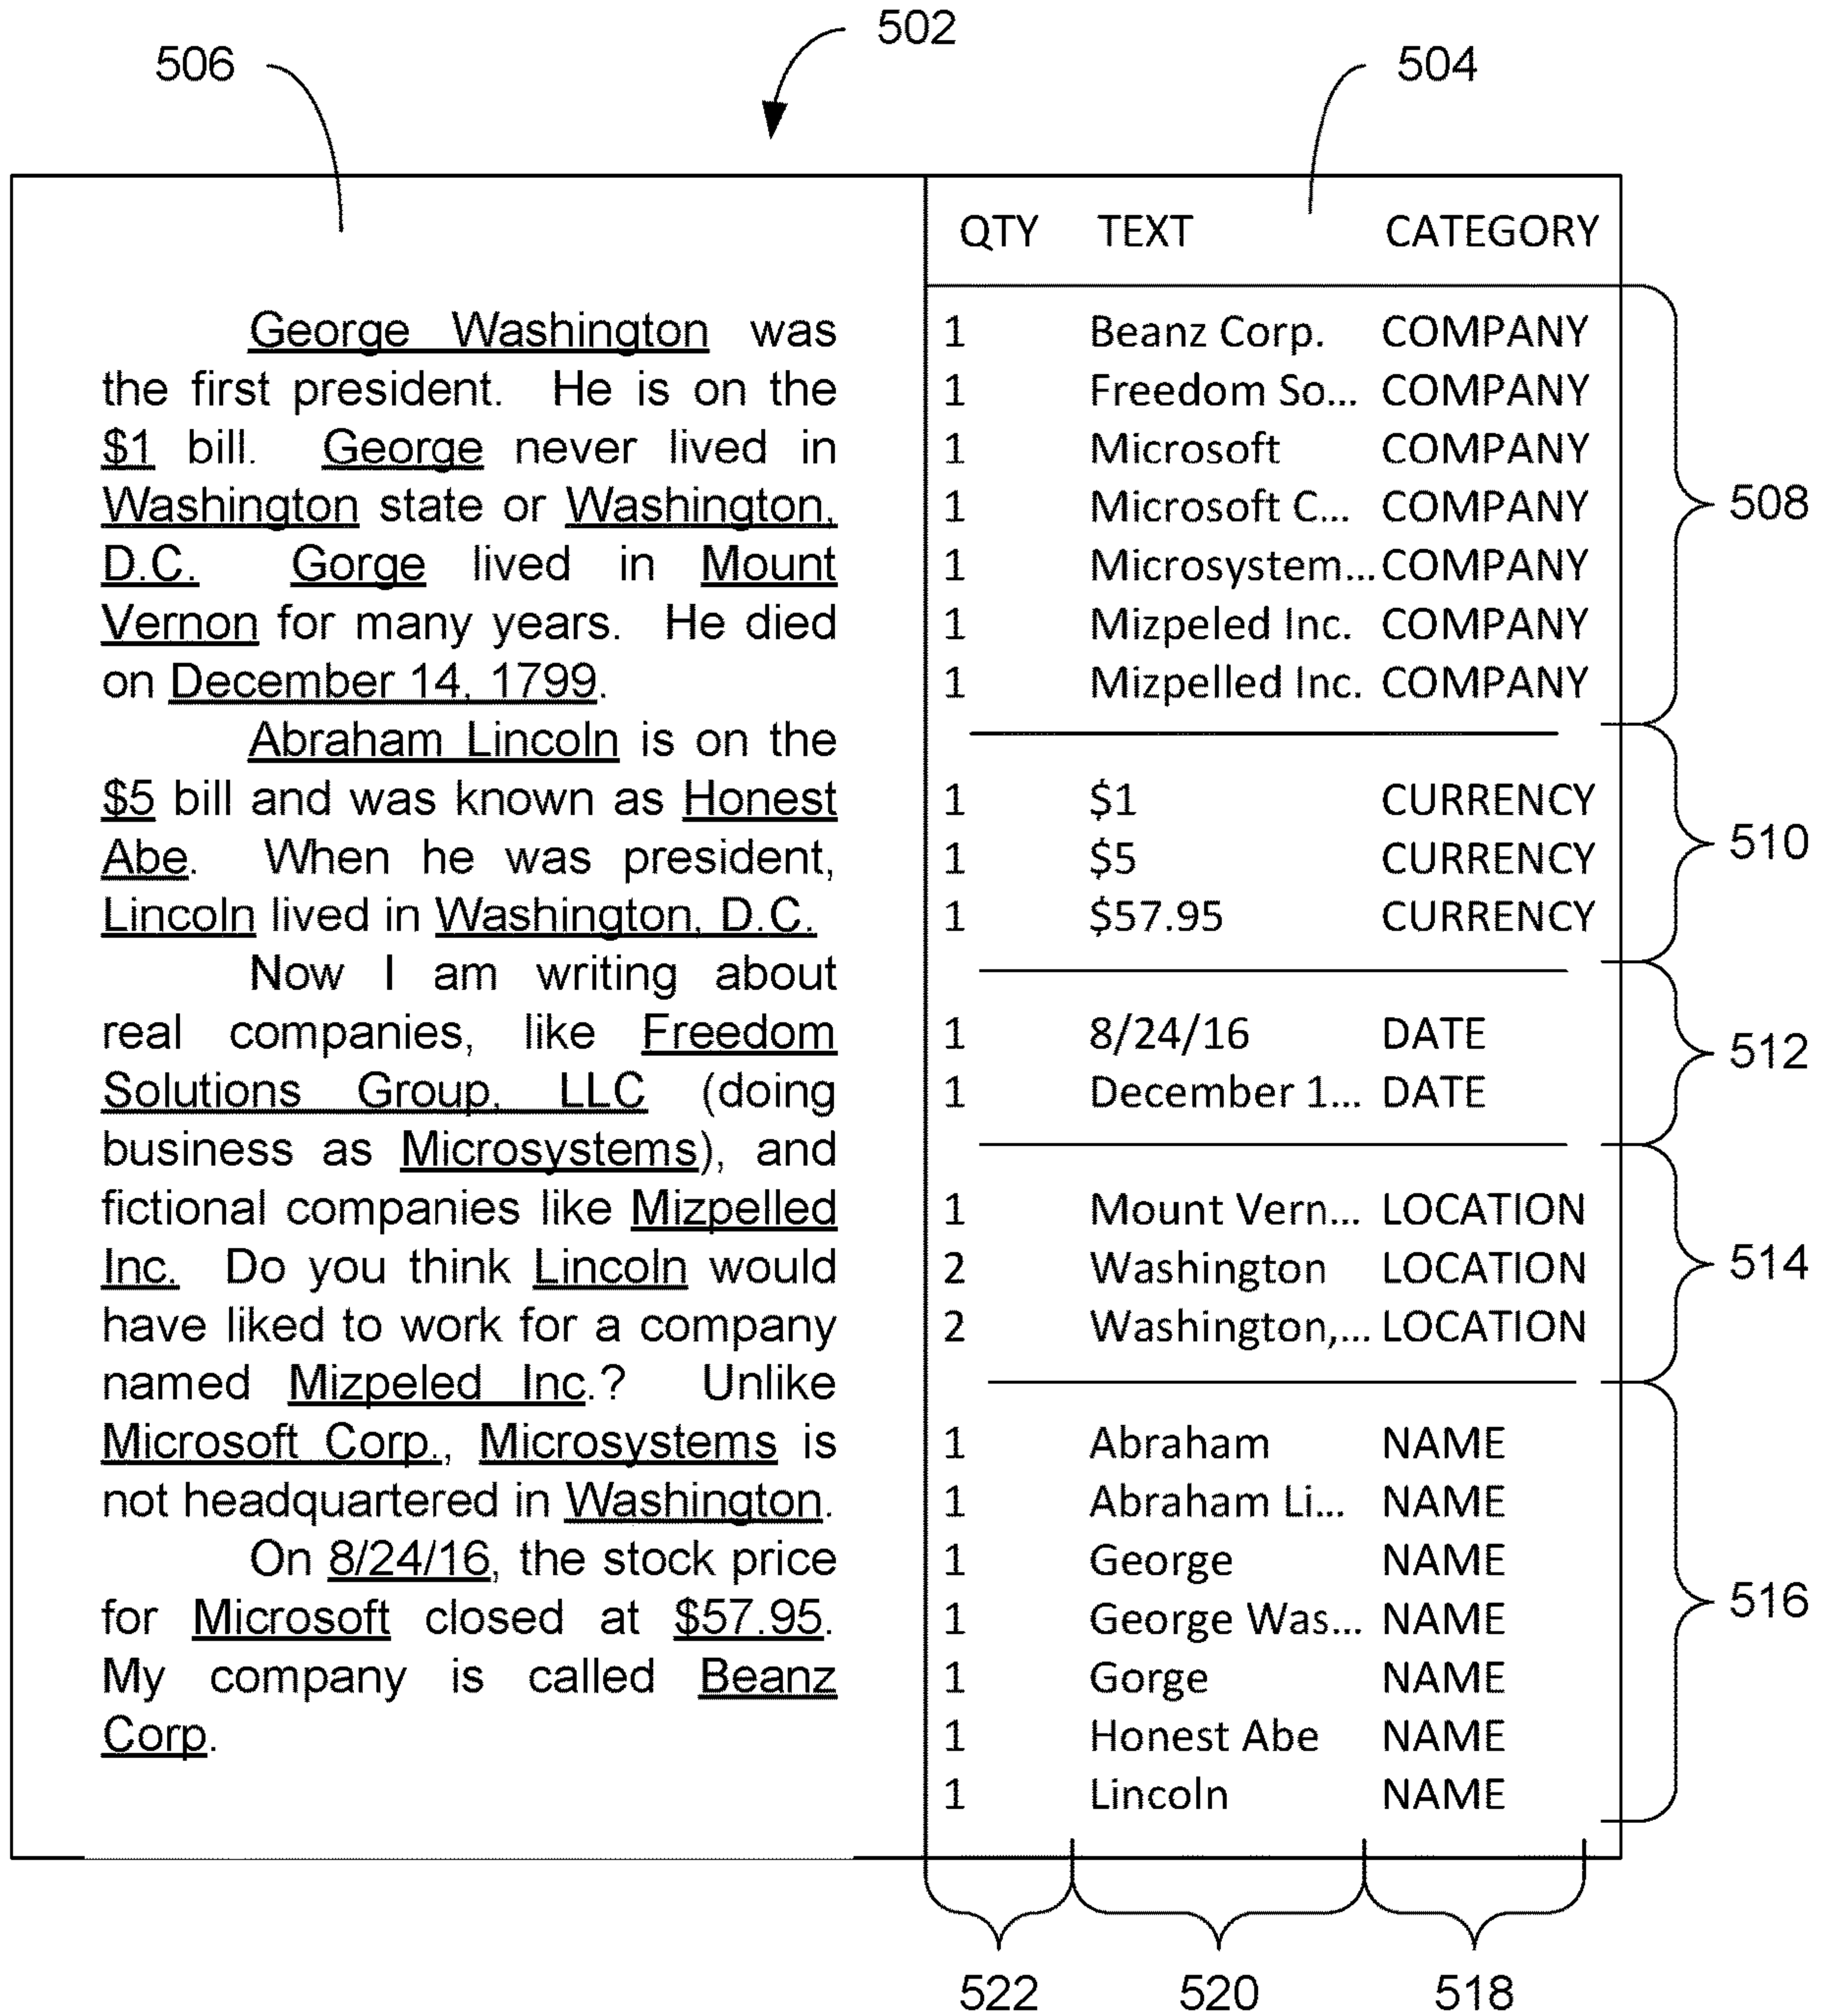 502
506
504
George Washington was
the first president. He is on the
$1 bill. George never lived in
Washington state or Washington,
D.C. Gorge lived in Mount
Vernon for many years. He died
on December 14, 1799.
Abraham Lincoln is on the
$5 bill and was known as Honest
Abe. When he was president,
Lincoln lived in Washington, D.C.
Now I am writing about
real companies, like Freedom
Solutions Group, LLC (doing
business as Microsystems), and
fictional companies like Mizpelled
Inc. Do you think Lincoln would
have liked to work for a company
named Mizpeled Inc.? Unlike
Microsoft Corp., Microsystems is
not headquartered in Washington.
On 8/24/16, the stock price
for Microsoft closed at $57.95.
My company is called Beanz
Corp.
QTY TEXT CATEGORY
1 Beanz Corp. COMPANY
1 Freedom So... COMPANY
1 Microsoft COMPANY
1 Microsoft C... COMPANY
1 Microsystem... COMPANY
1 Mizpeled Inc. COMPANY
1 Mizpelled Inc. COMPANY
508
1 $1 CURRENCY
1 $5 CURRENCY
1 $57.95 CURRENCY
510
1 8/24/16 DATE
1 December 1... DATE
512
1 Mount Vern... LOCATION
2 Washington LOCATION
2 Washington,... LOCATION
514
1 Abraham NAME
1 Abraham Li... NAME
1 George NAME
1 George Was... NAME
1 Gorge NAME
1 Honest Abe NAME
1 Lincoln NAME
516
522 520 518